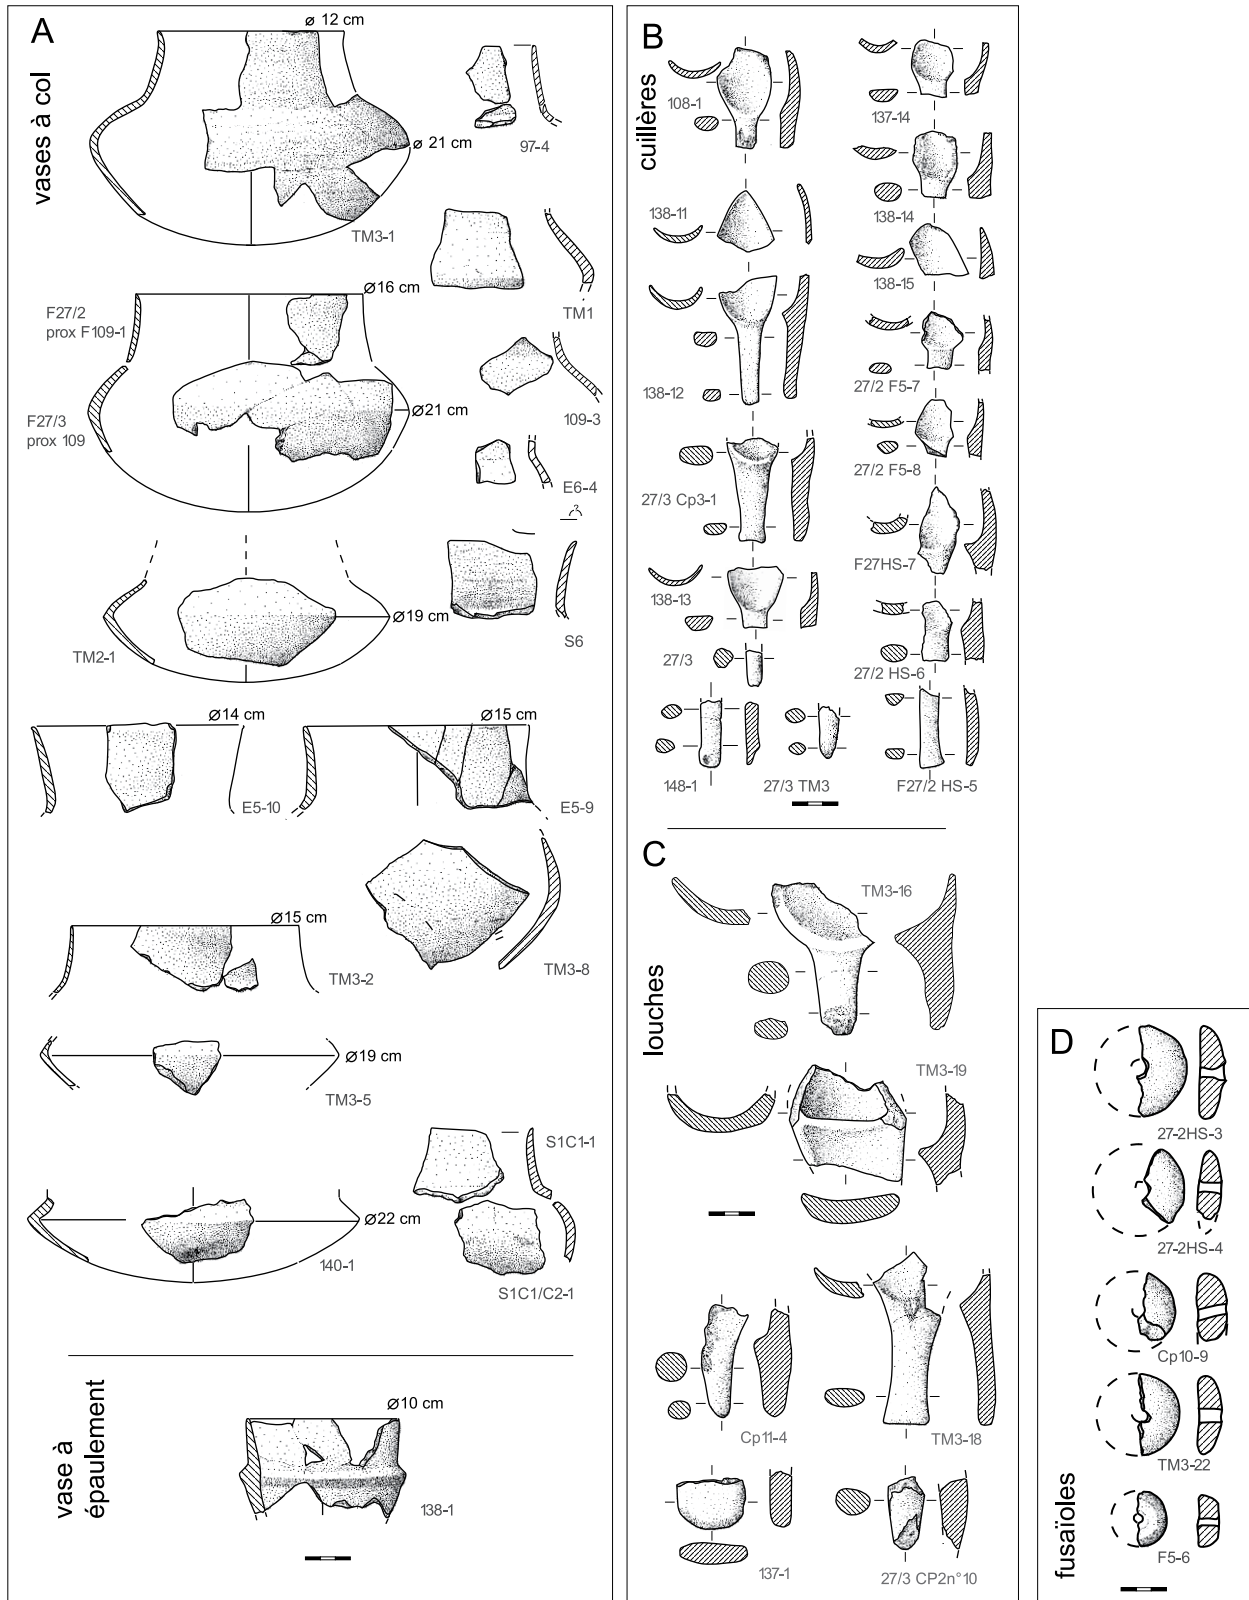 A
vases à col
ø 12 cm
97-4
ø 21 cm
TM3-1
TM1
Ø16 cm
F27/2
prox F109-1
109-3
F27/3
prox 109
Ø21 cm
E6-4
?
S6
Ø19 cm
TM2-1
Ø14 cm
Ø15 cm
E5-10
E5-9
Ø15 cm
TM3-8
TM3-2
Ø19 cm
TM3-5
S1C1-1
Ø22 cm
140-1
S1C1/C2-1
vase à
épaulement
Ø10 cm
138-1
B
cuillères
108-1
137-14
138-14
138-11
138-15
138-12
27/2 F5-7
27/2 F5-8
27/3 Cp3-1
F27HS-7
138-13
27/3
27/2 HS-6
148-1
27/3 TM3
F27/2 HS-5
C
louches
TM3-16
TM3-19
Cp11-4
TM3-18
137-1
27/3 CP2n°10
D
fusaïoles
27-2HS-3
27-2HS-4
Cp10-9
TM3-22
F5-6